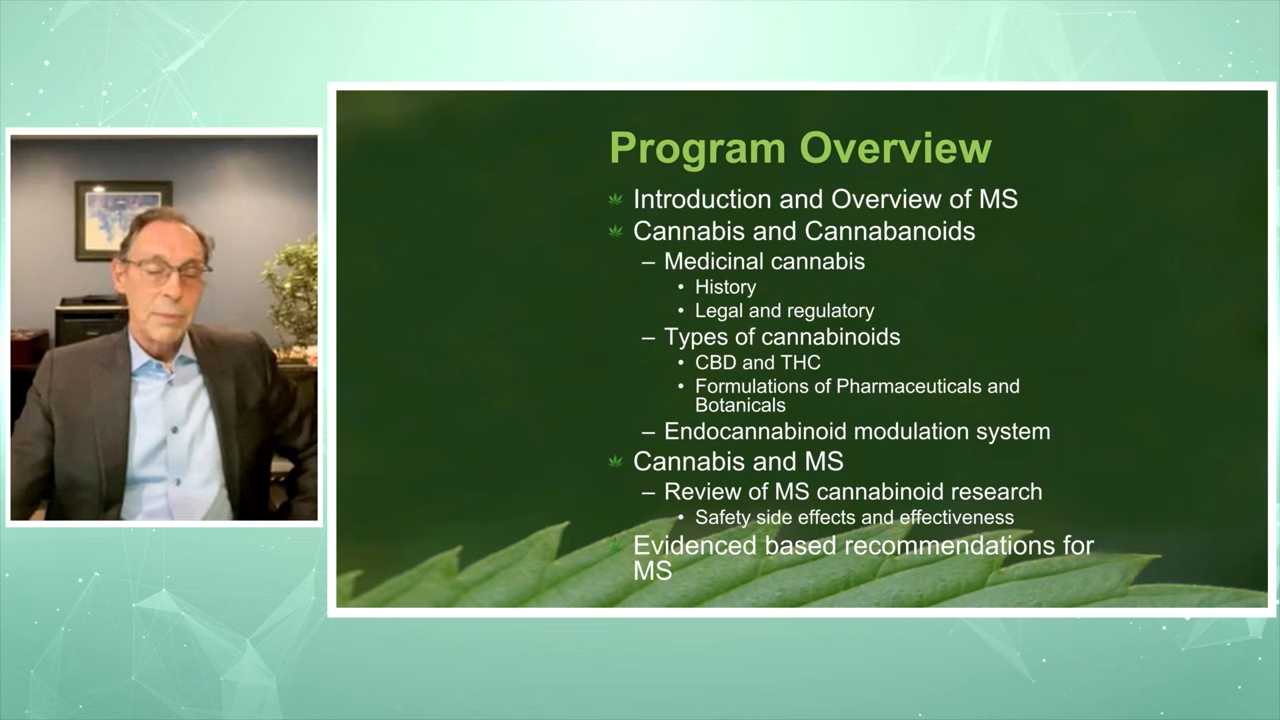 Program Overview
Introduction and Overview of MS
Cannabis and Cannabanoids
– Medicinal cannabis
• History
• Legal and regulatory
– Types of cannabinoids
• CBD and THC
• Formulations of Pharmaceuticals and
Botanicals
– Endocannabinoid modulation system
Cannabis and MS
– Review of MS cannabinoid research
• Safety side effects and effectiveness
Evidenced based recommendations for
MS